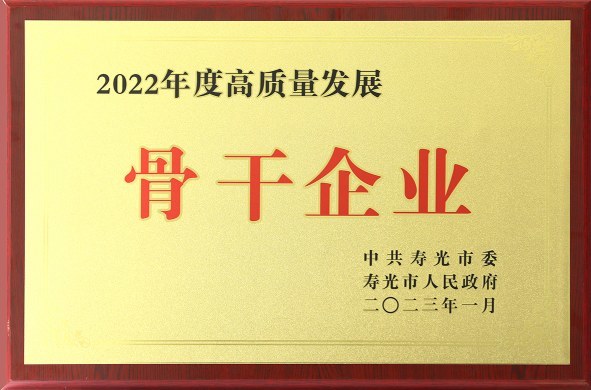 2022年度高质量发展
骨干企业
中共寿光市委
寿光市人民政府
二〇二三年一月